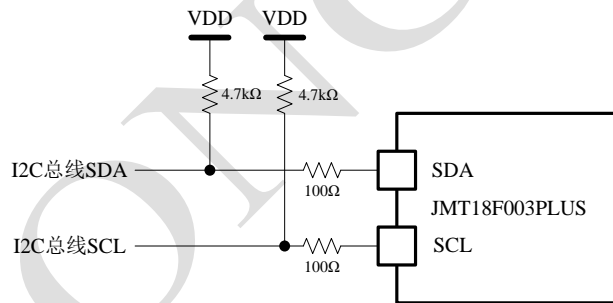 VDD VDD
4.7kΩ 4.7kΩ
I2C总线SDA
100Ω
SDA
JMT18F003PLUS
I2C总线SCL
100Ω
SCL